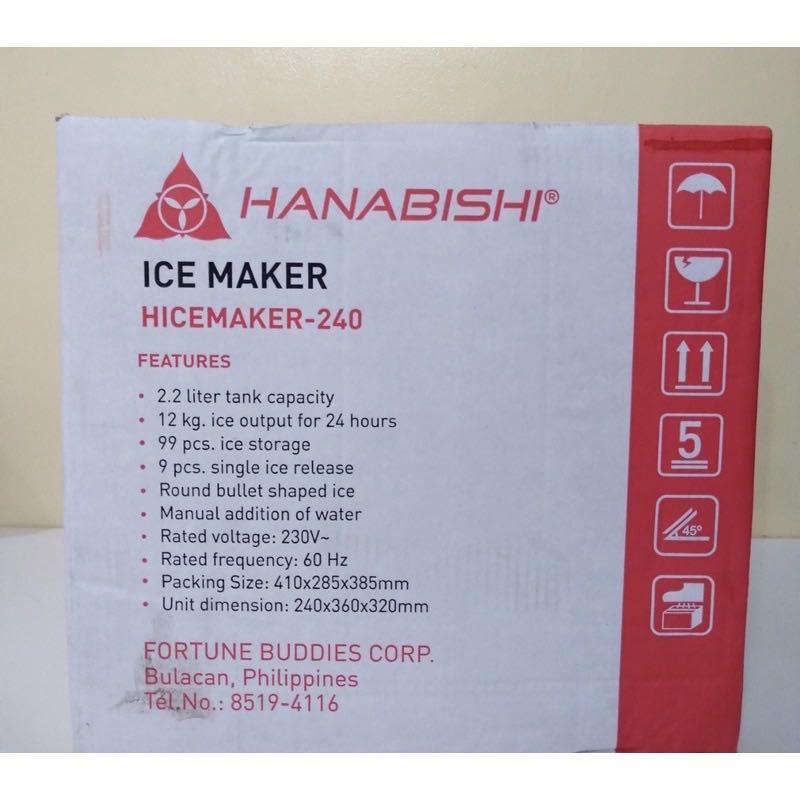 HANABISHI®
ICE MAKER
HICEMAKER-240
FEATURES
• 2.2 liter tank capacity
• 12 kg. ice output for 24 hours
• 99 pcs. ice storage
• 9 pcs. single ice release
• Round bullet shaped ice
• Manual addition of water
• Rated voltage: 230V~
• Rated frequency: 60 Hz
• Packing Size: 410x285x385mm
• Unit dimension: 240x360x320mm
FORTUNE BUDDIES CORP.
Bulacan, Philippines
Tel.No.: 8519-4116
5
45°